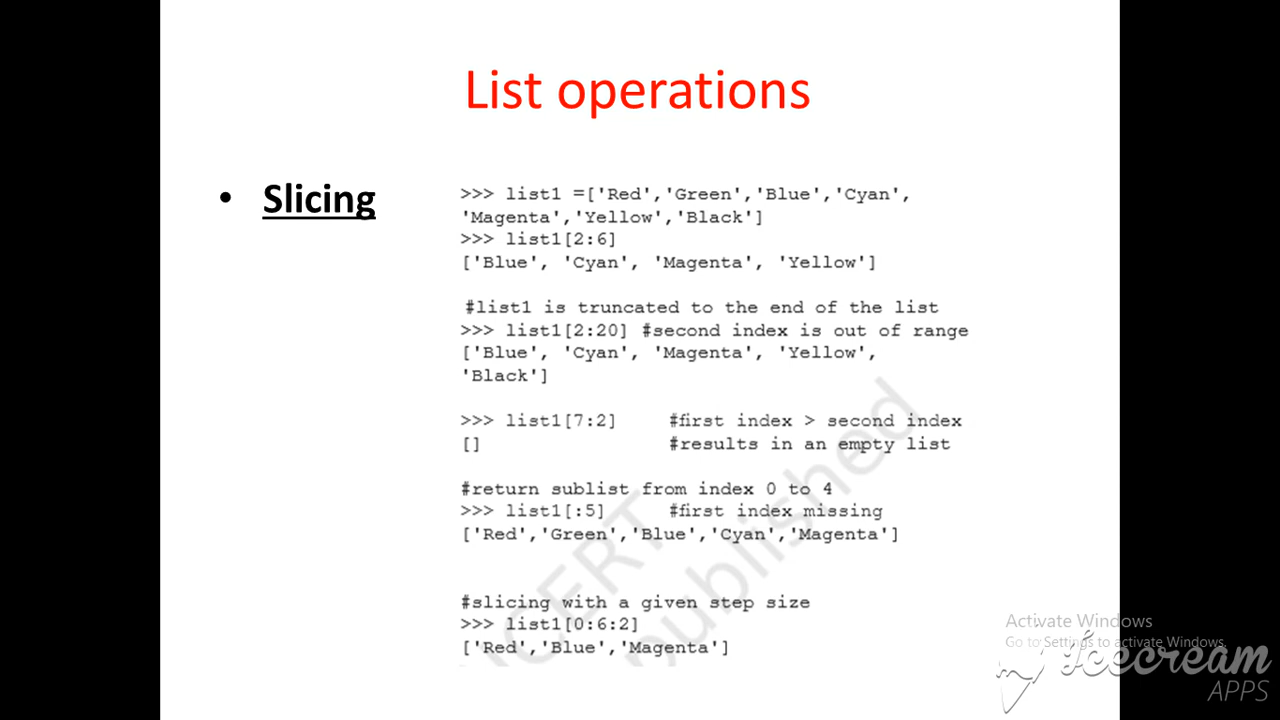 List operations
• Slicing
>>> list1 =['Red','Green','Blue','Cyan',
'Magenta','Yellow','Black']
>>> list1[2:6]
['Blue', 'Cyan', 'Magenta', 'Yellow']
#list1 is truncated to the end of the list
>>> list1[2:20] #second index is out of range
['Blue', 'Cyan', 'Magenta', 'Yellow',
'Black']
>>> list1[7:2] #first index > second index
[] #results in an empty list
#return sublist from index 0 to 4
>>> list1[:5] #first index missing
['Red','Green','Blue','Cyan','Magenta']
#slicing with a given step size
>>> list1[0:6:2]
['Red','Blue','Magenta']
NCERT
published
Activate Windows
Go to Settings to activate Windows.
Icecream
APPS